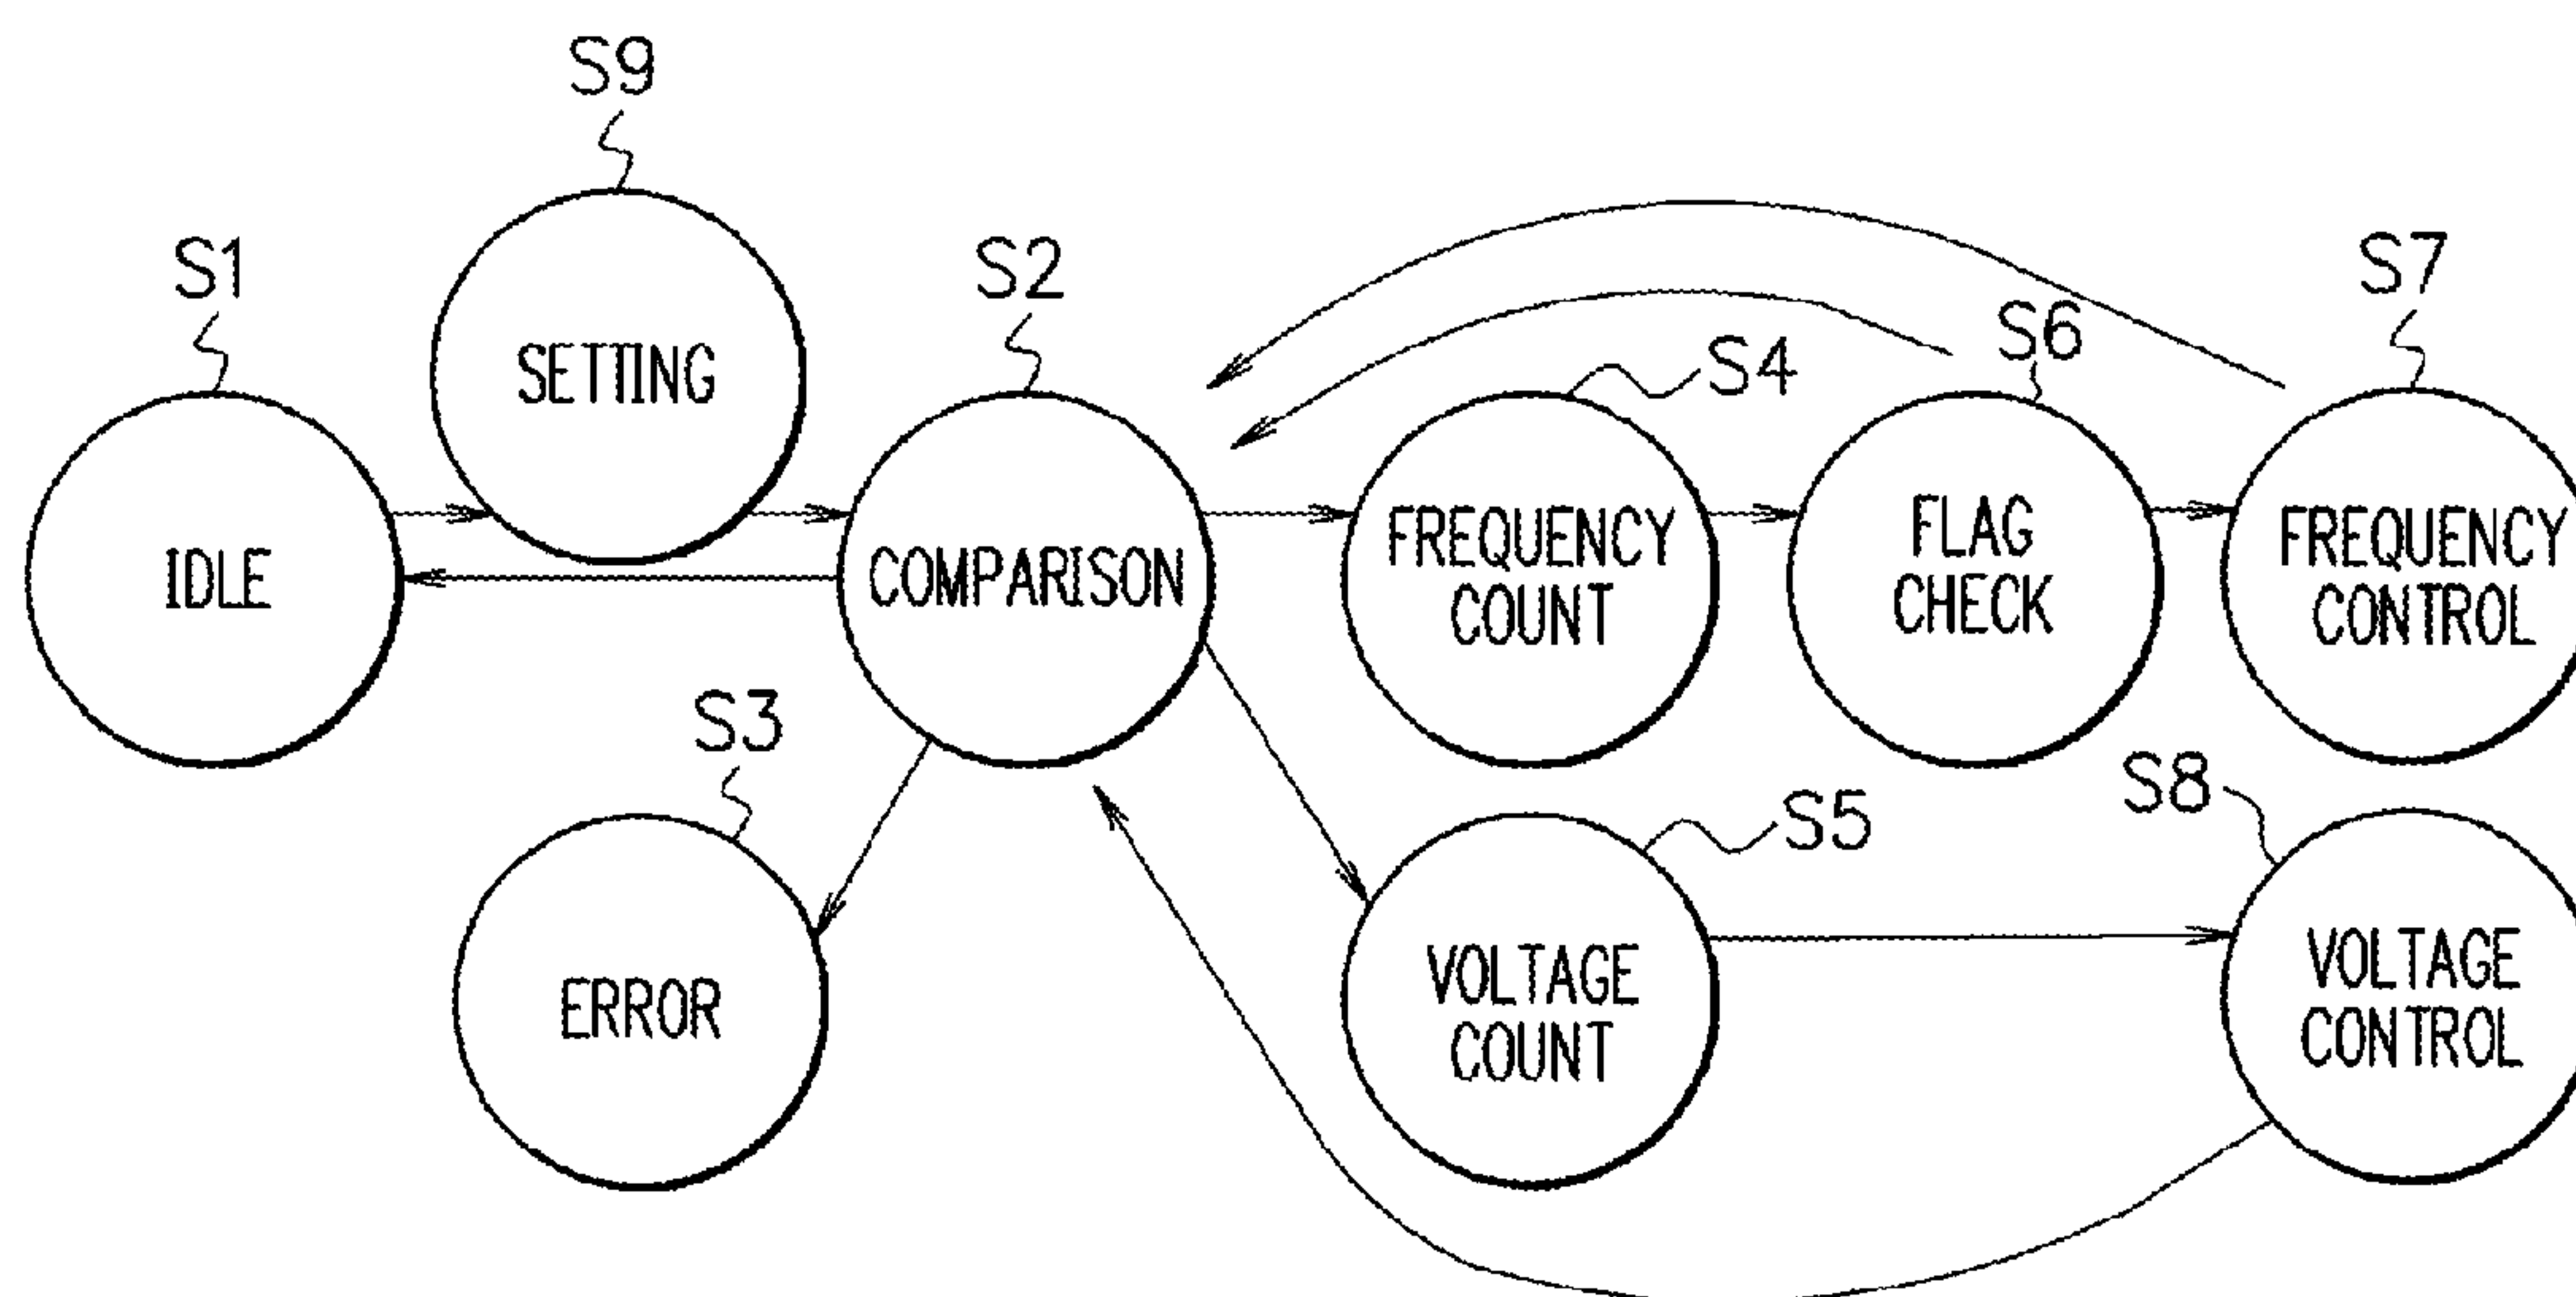 S9
S1
S2
S7
S6
S4
SETTING
IDLE
COMPARISON
FREQUENCY
COUNT
FLAG
CHECK
FREQUENCY
CONTROL
S3
S5
S8
ERROR
VOLTAGE
COUNT
VOLTAGE
CONTROL